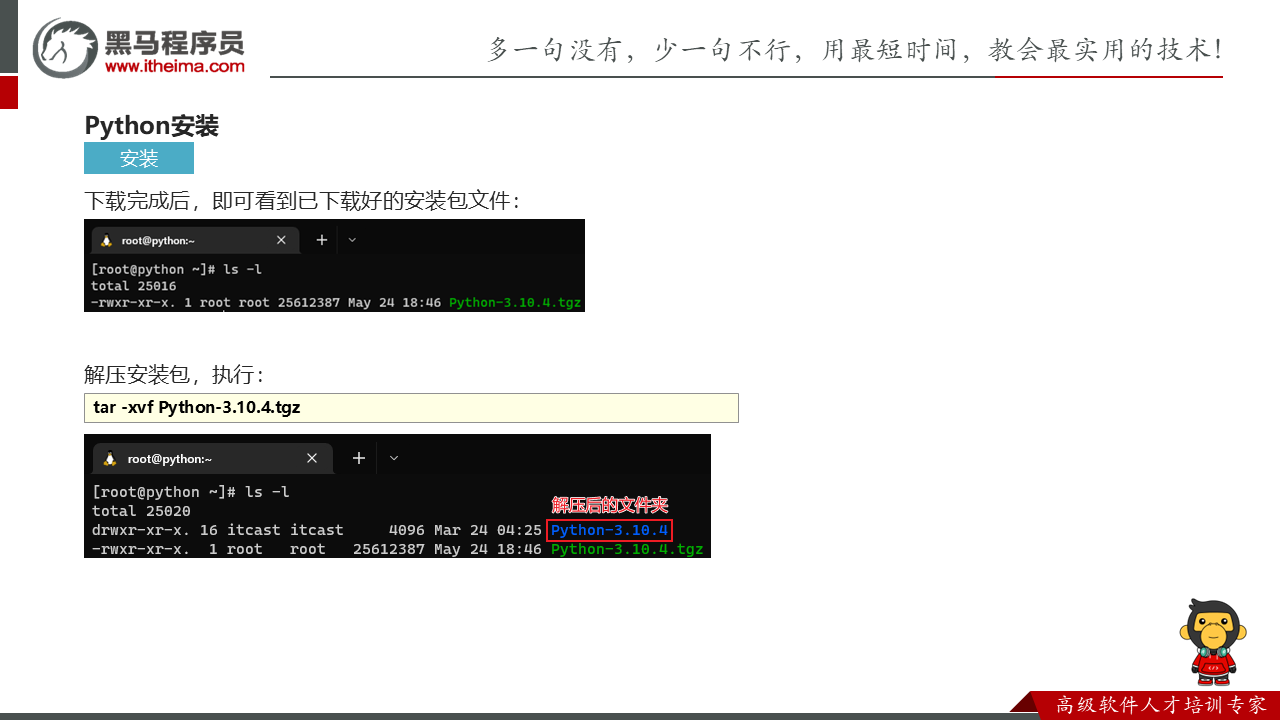 黑马程序员
www.itheima.com
多一句没有，少一句不行，用最短时间，教会最实用的技术！
Python安装
安装
下载完成后，即可看到已下载好的安装包文件：
root@python:~
[root@python ~]# ls -l
total 25016
-rwxr-xr-x. 1 root root 25612387 May 24 18:46 Python-3.10.4.tgz
解压安装包，执行：
tar -xvf Python-3.10.4.tgz
root@python:~
[root@python ~]# ls -l
total 25020
解压后的文件夹
drwxr-xr-x. 16 itcast itcast     4096 Mar 24 04:25 Python-3.10.4
-rwxr-xr-x.  1 root   root   25612387 May 24 18:46 Python-3.10.4.tgz
高级软件人才培训专家